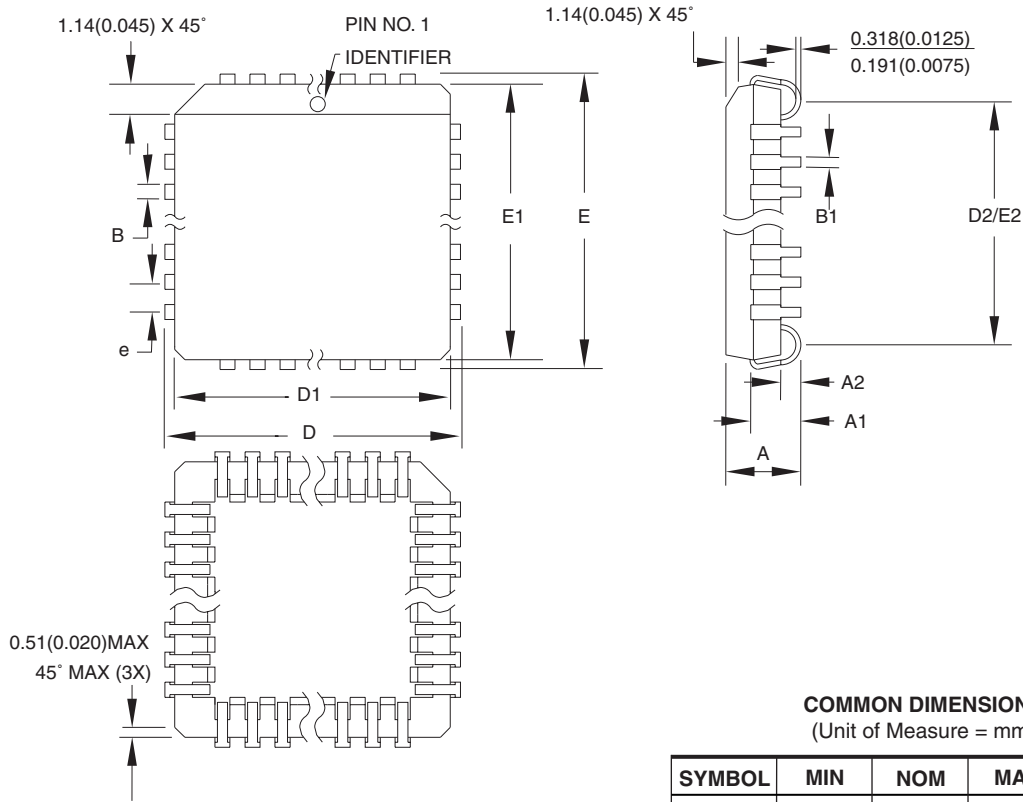 1.14(0.045) X 45˚
PIN NO. 1
IDENTIFIER
1.14(0.045) X 45˚
0.318(0.0125)
0.191(0.0075)
E1
E
B
e
B1
D2/E2
D1
D
A2
A1
A
0.51(0.020)MAX
45˚ MAX (3X)
COMMON DIMENSION
(Unit of Measure = mm
SYMBOL MIN NOM MA